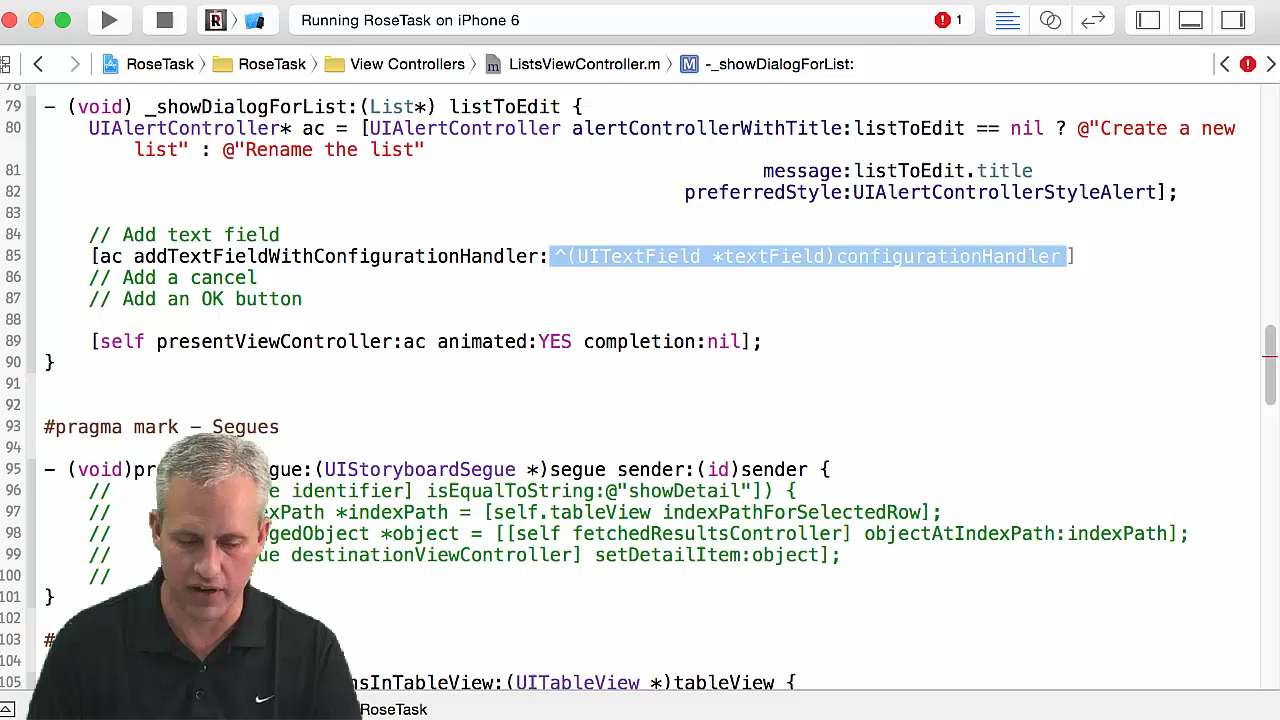 Running RoseTask on iPhone 6
1
RoseTask
RoseTask
View Controllers
ListsViewController.m
M
-_showDialogForList:
78
79 - (void) _showDialogForList:(List*) listToEdit {
80 UIAlertController* ac = [UIAlertController alertControllerWithTitle:listToEdit == nil ? @"Create a new
list" : @"Rename the list"
81 message:listToEdit.title
82 preferredStyle:UIAlertControllerStyleAlert];
83
84 // Add text field
85 [ac addTextFieldWithConfigurationHandler:^(UITextField *textField)configurationHandler]
86 // Add a cancel
87 // Add an OK button
88
89 [self presentViewController:ac animated:YES completion:nil];
90 }
91
92
93 #pragma mark - Segues
94
95 - (void)pr gue:(UIStoryboardSegue *)segue sender:(id)sender {
96 // identifier] isEqualToString:@"showDetail"]) {
97 // exPath *indexPath = [self.tableView indexPathForSelectedRow];
98 // gedObject *object = [[self fetchedResultsController] objectAtIndexPath:indexPath];
99 // ue destinationViewController] setDetailItem:object];
100 //
101 }
102
103 #
104
105 nsInTableView:(UITableView *)tableView {
RoseTask